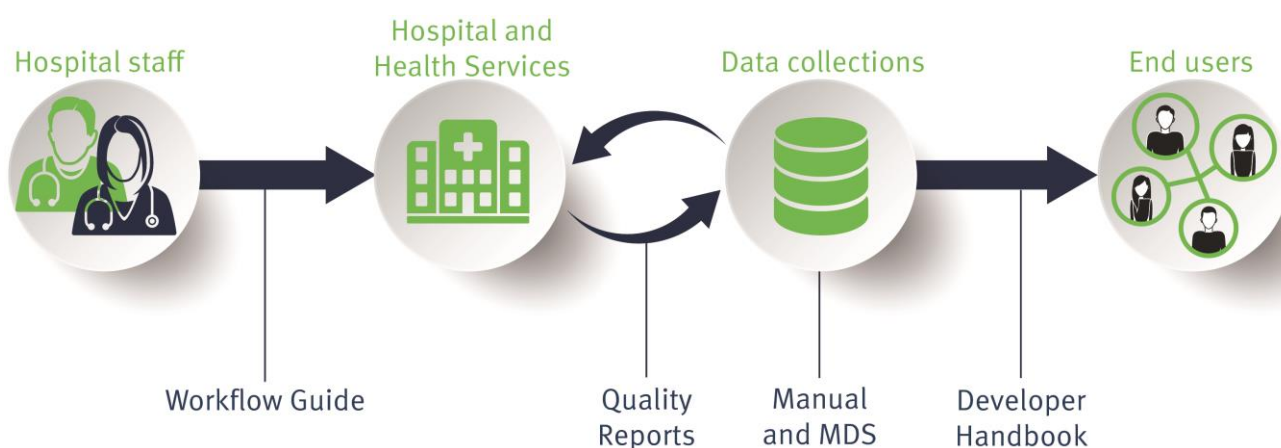 Hospital staff
Hospital and
Health Services
Data collections
End users
Workflow Guide
Quality
Reports
Manual
and MDS
Developer
Handbook